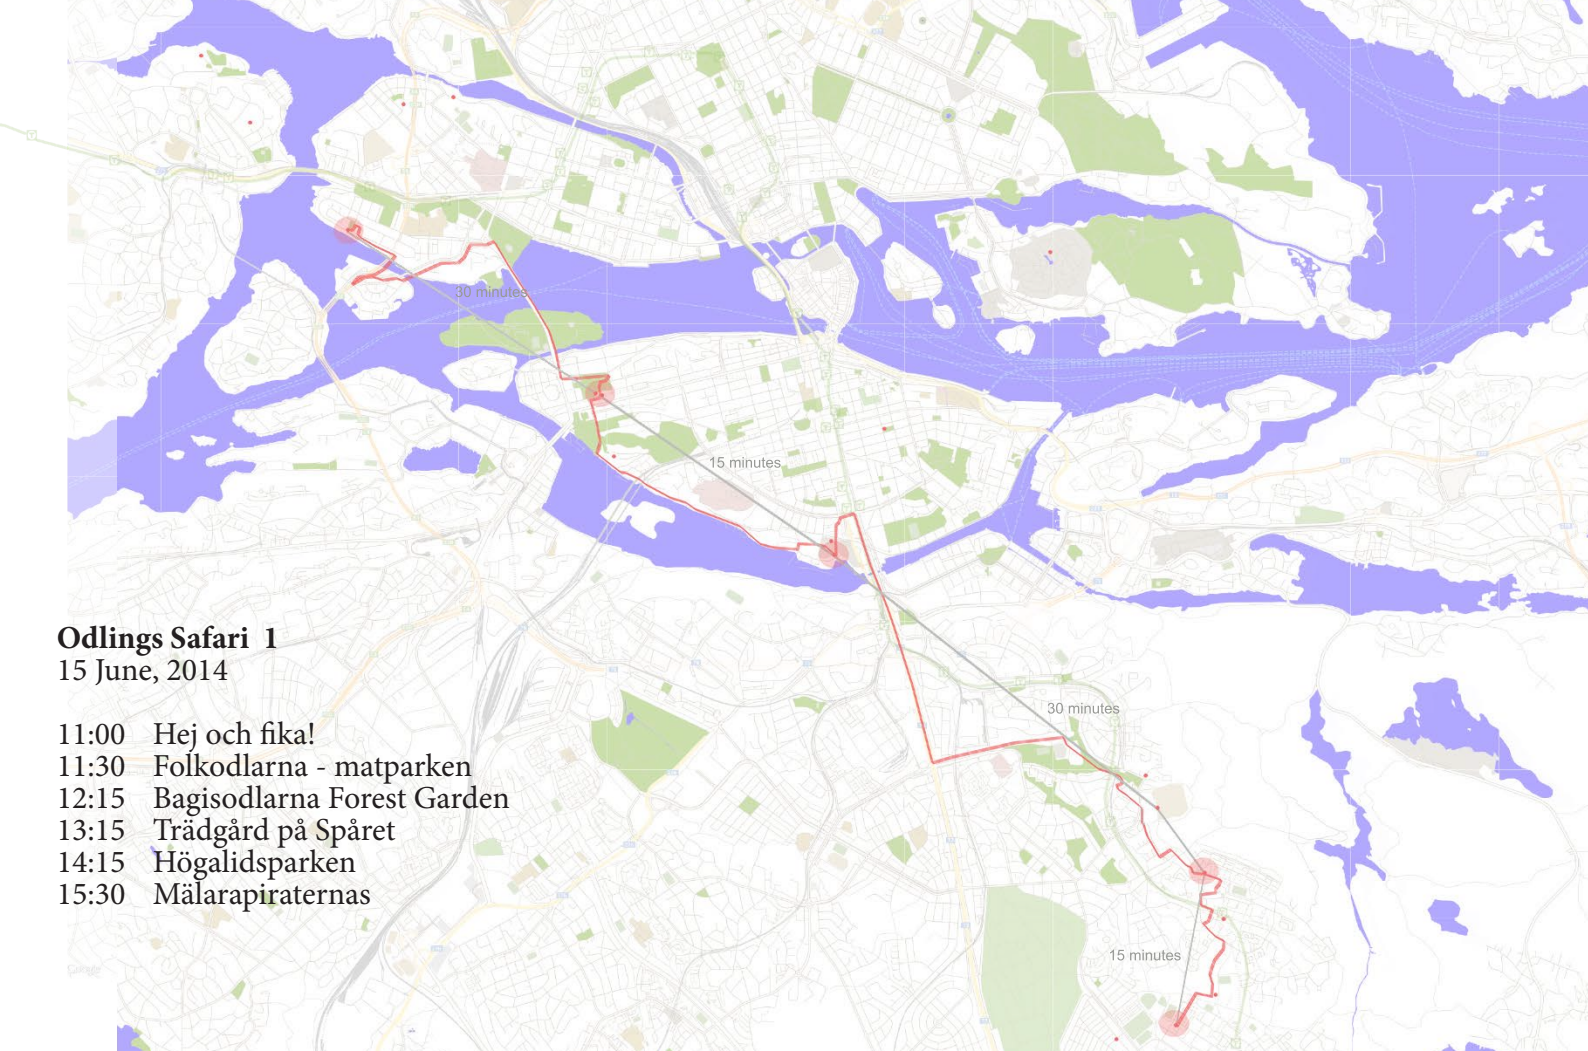 30 minutes
15 minutes
30 minutes
15 minutes
Odlings Safari 1
15 June, 2014
11:00 Hej och fika!
11:30 Folkodlarna - matparken
12:15 Bagisodlarna Forest Garden
13:15 Trädgård på Spåret
14:15 Högalidsparken
15:30 Mälarapiraternas
Google